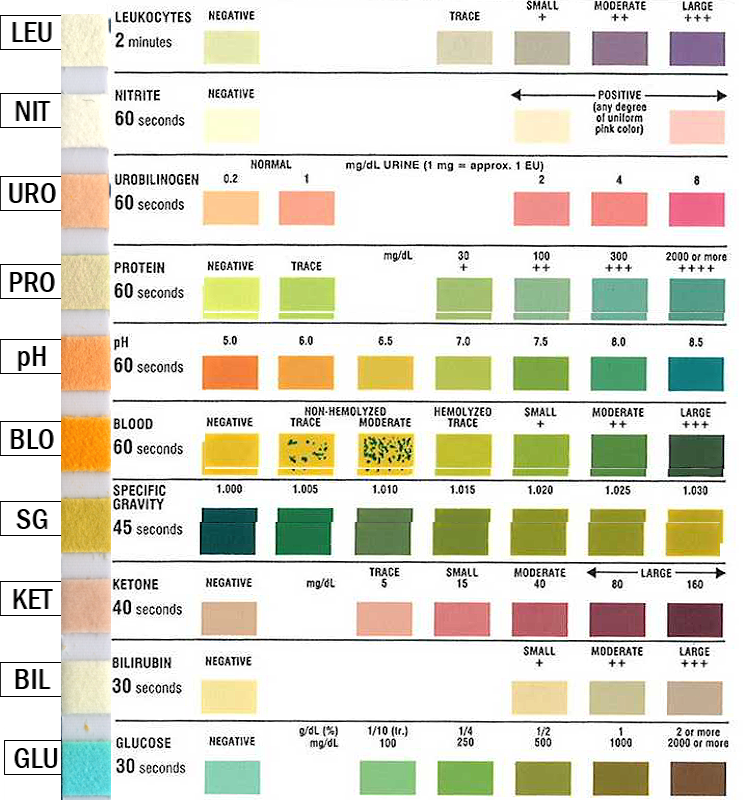 LEU
LEUKOCYTES
2 minutes
NEGATIVE
TRACE
SMALL
+
MODERATE
++
LARGE
+++
NIT
NITRITE
60 seconds
NEGATIVE
POSITIVE
(any degree
of uniform
pink color)
URO
UROBILINOGEN
60 seconds
NORMAL
mg/dL URINE (1 mg = approx. 1 EU)
0.2 1 2 4 8
PRO
PROTEIN
60 seconds
NEGATIVE
TRACE
mg/dL
30
+
100
++
300
+++
2000 or more
++++
pH
pH
60 seconds
5.0 6.0 6.5 7.0 7.5 8.0 8.5
BLO
BLOOD
60 seconds
NEGATIVE
NON-HEMOLYZED
TRACE MODERATE
HEMOLYZED
TRACE
SMALL
+
MODERATE
++
LARGE
+++
SG
SPECIFIC
GRAVITY
45 seconds
1.000 1.005 1.010 1.015 1.020 1.025 1.030
KET
KETONE
40 seconds
NEGATIVE
mg/dL
TRACE
5
SMALL
15
MODERATE
40
LARGE
80 160
BIL
BILIRUBIN
30 seconds
NEGATIVE
SMALL
+
MODERATE
++
LARGE
+++
GLU
GLUCOSE
30 seconds
NEGATIVE
g/dL (%)
mg/dL
1/10 (tr.)
100
1/4
250
1/2
500
1
1000
2 or more
2000 or more